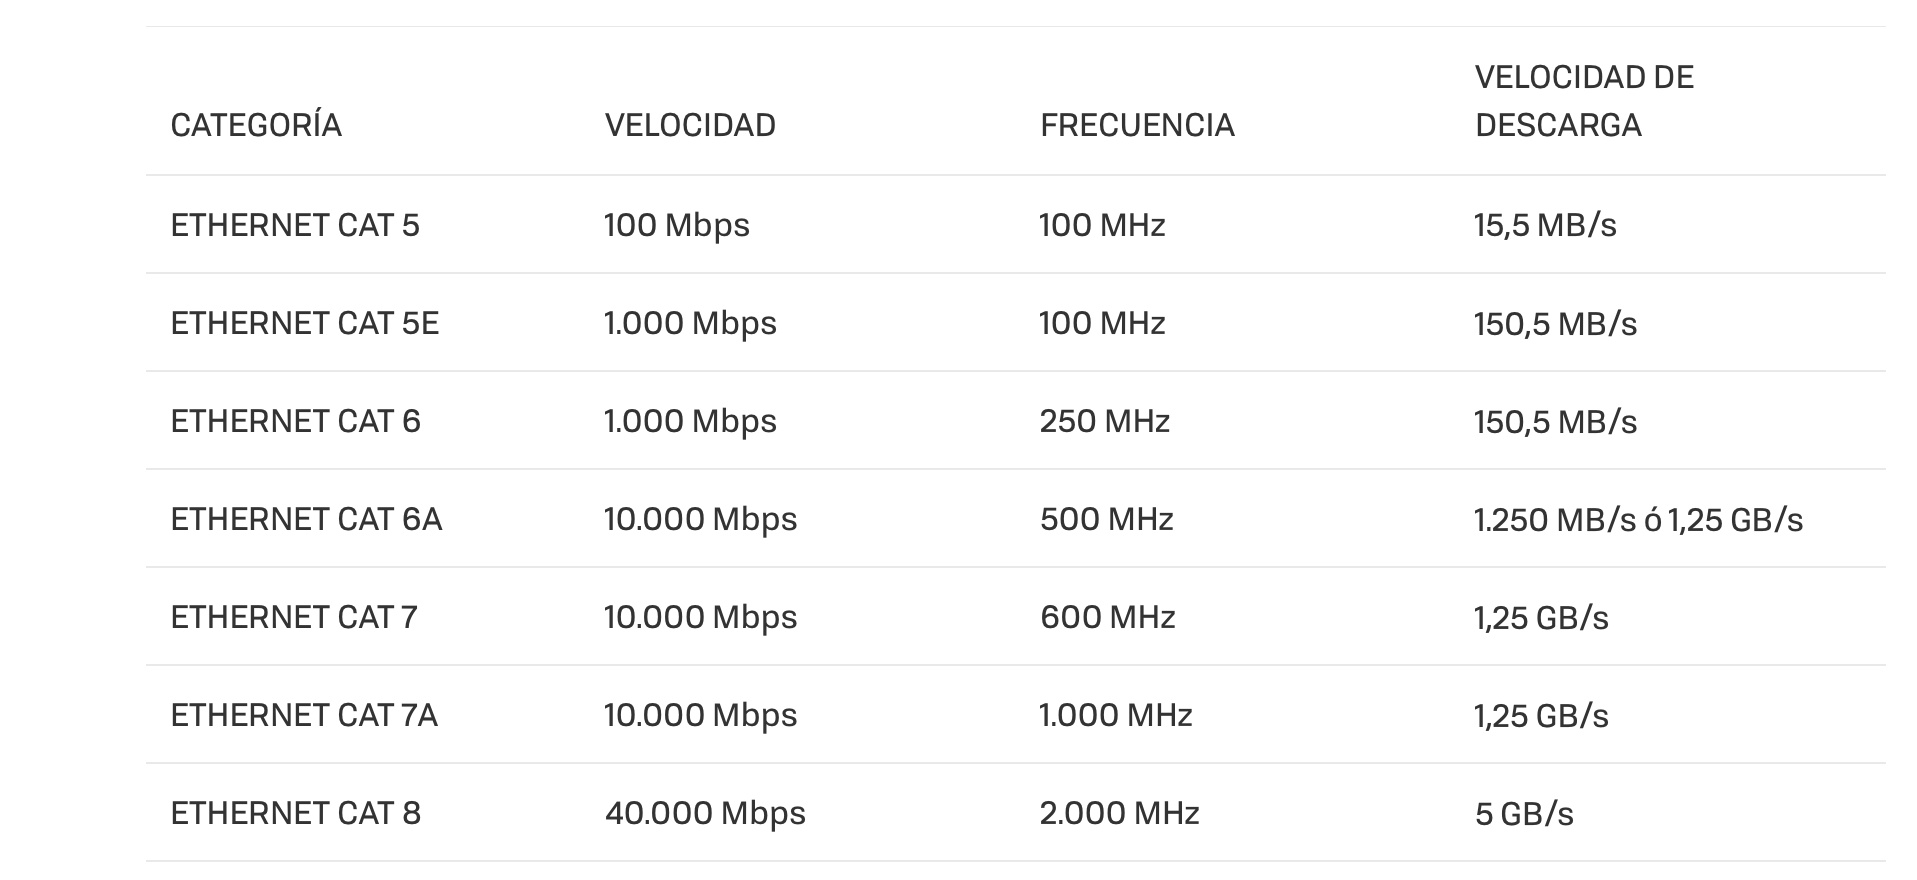 CATEGORÍA VELOCIDAD FRECUENCIA VELOCIDAD DE DESCARGA
ETHERNET CAT 5 100 Mbps 100 MHz 15,5 MB/s
ETHERNET CAT 5E 1.000 Mbps 100 MHz 150,5 MB/s
ETHERNET CAT 6 1.000 Mbps 250 MHz 150,5 MB/s
ETHERNET CAT 6A 10.000 Mbps 500 MHz 1.250 MB/s ó 1,25 GB/s
ETHERNET CAT 7 10.000 Mbps 600 MHz 1,25 GB/s
ETHERNET CAT 7A 10.000 Mbps 1.000 MHz 1,25 GB/s
ETHERNET CAT 8 40.000 Mbps 2.000 MHz 5 GB/s